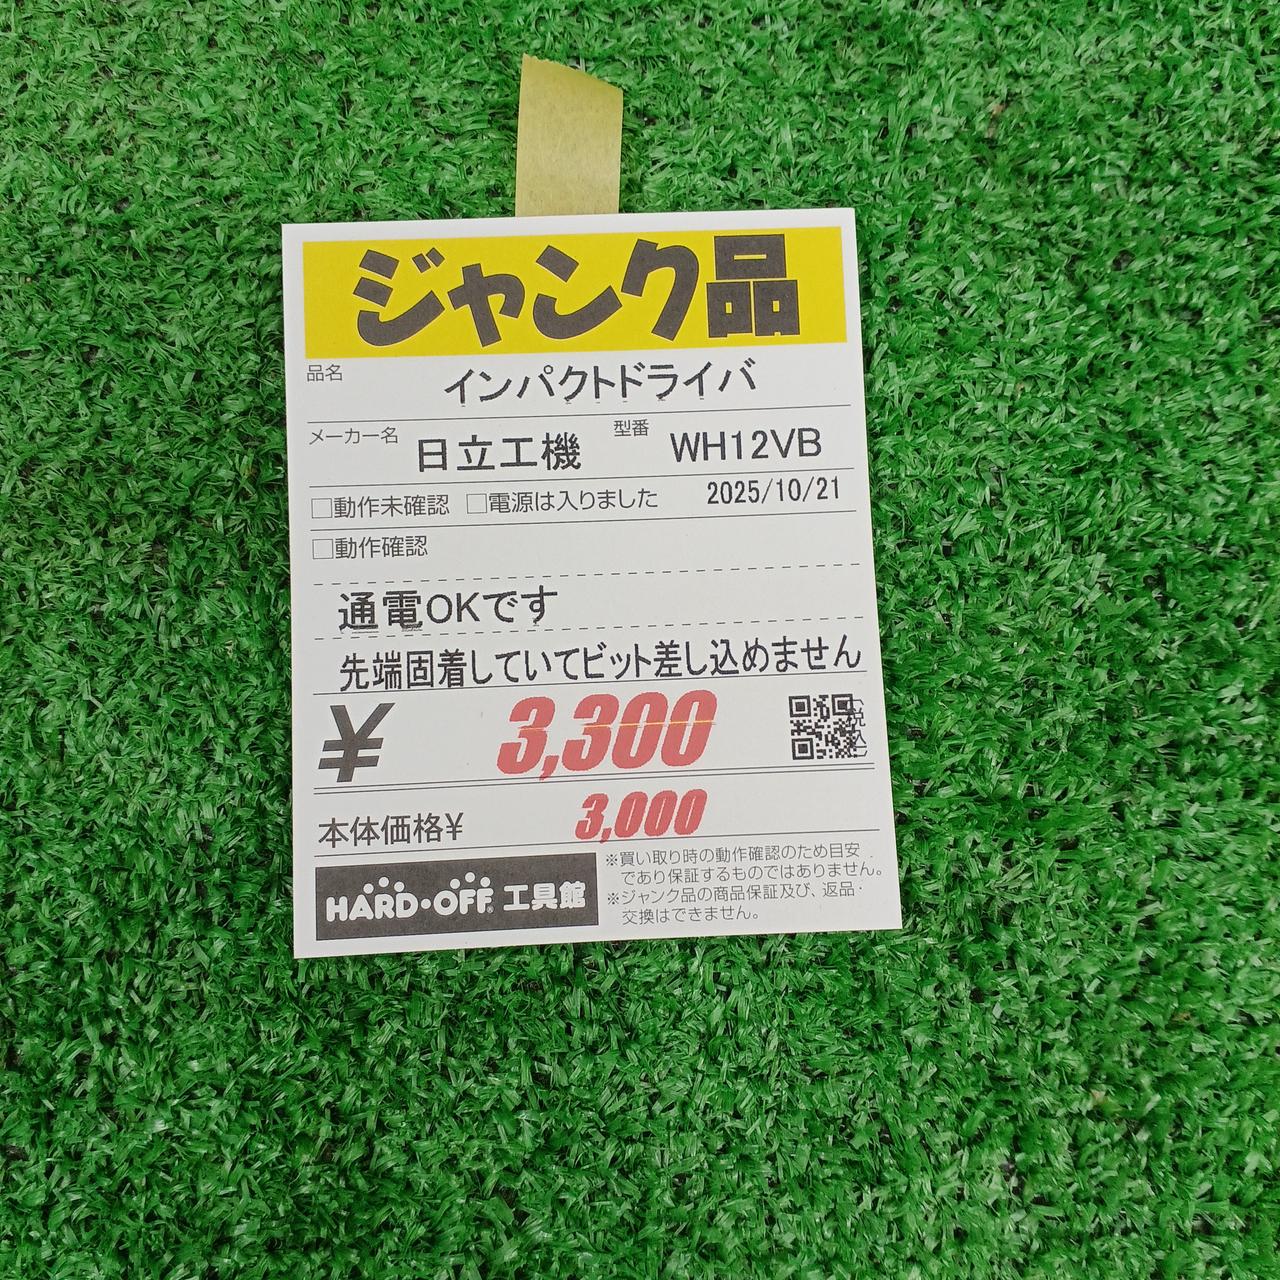 ジャンク品
品名 インパクトドライバ
メーカー名 日立工機 型番 WH12VB
□動作未確認 □電源は入りました 2025/10/21
□動作確認
通電OKです
先端固着していてビット差し込めません
¥ 3,300 (税込)
本体価格¥ 3,000
HARD・OFF® 工具館
※買い取り時の動作確認のため目安
であり保証するものではありません。
※ジャンク品の商品保証及び、返品・
交換はできません。